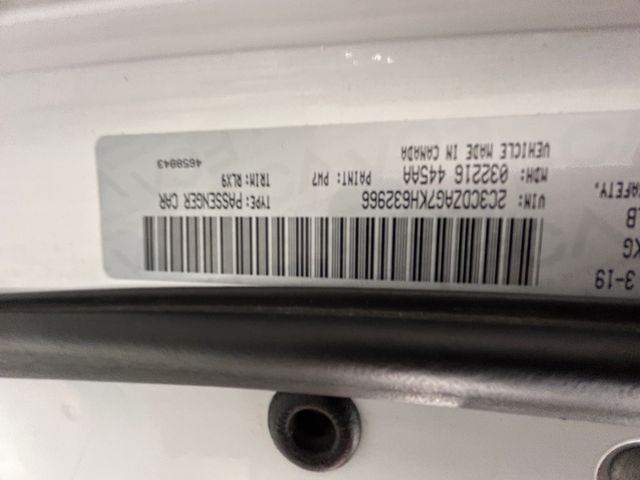 3-19
KG
LB
AFETY,
VIN: 2C3CDZAG7KH632966 TYPE: PASSENGER CAR
MDH: 032216 445AA PAINT: PW7 TRIM: RLX9
VEHICLE MADE IN CANADA 4658843